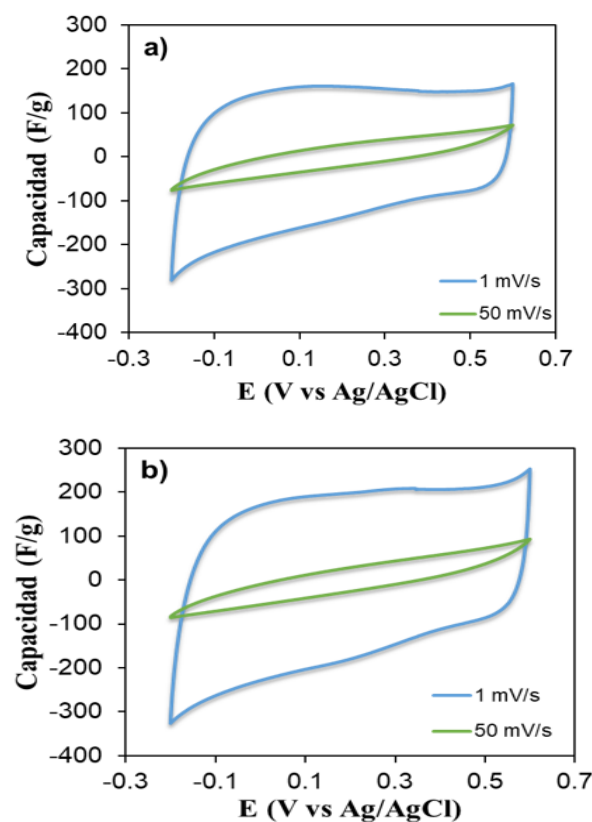 a)
300
200
100
0
-100
-200
-300
-400
Capacidad (F/g)
1 mV/s
50 mV/s
-0.3 -0.1 0.1 0.3 0.5 0.7
E (V vs Ag/AgCl)
b)
300
200
100
0
-100
-200
-300
-400
Capacidad (F/g)
1 mV/s
50 mV/s
-0.3 -0.1 0.1 0.3 0.5 0.7
E (V vs Ag/AgCl)